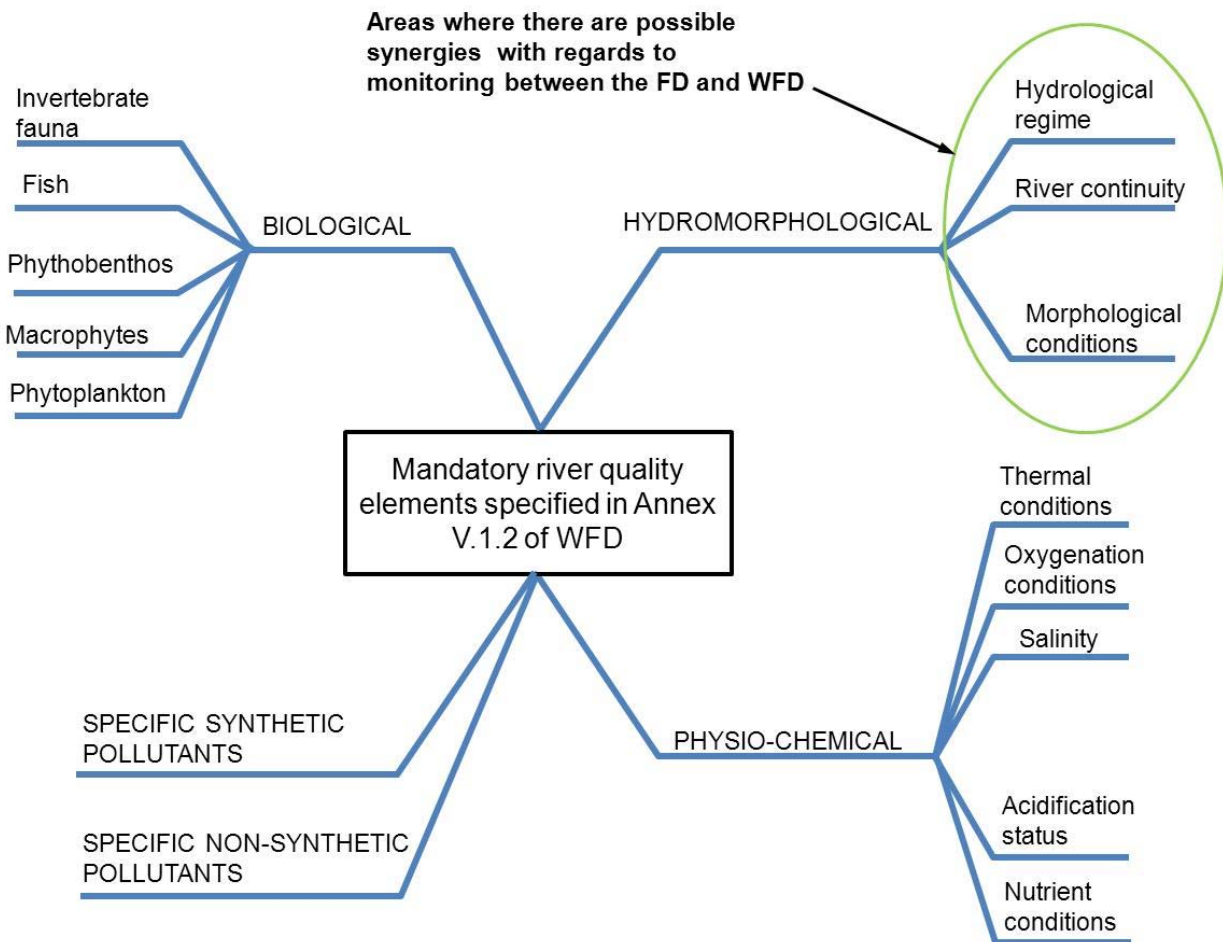 Areas where there are possible
synergies with regards to
monitoring between the FD and WFD
Invertebrate
fauna
Fish
Phythobenthos
Macrophytes
Phytoplankton
BIOLOGICAL
HYDROMORPHOLOGICAL
Hydrological
regime
River continuity
Morphological
conditions
Mandatory river quality
elements specified in Annex
V.1.2 of WFD
SPECIFIC SYNTHETIC
POLLUTANTS
SPECIFIC NON-SYNTHETIC
POLLUTANTS
PHYSIO-CHEMICAL
Thermal
conditions
Oxygenation
conditions
Salinity
Acidification
status
Nutrient
conditions